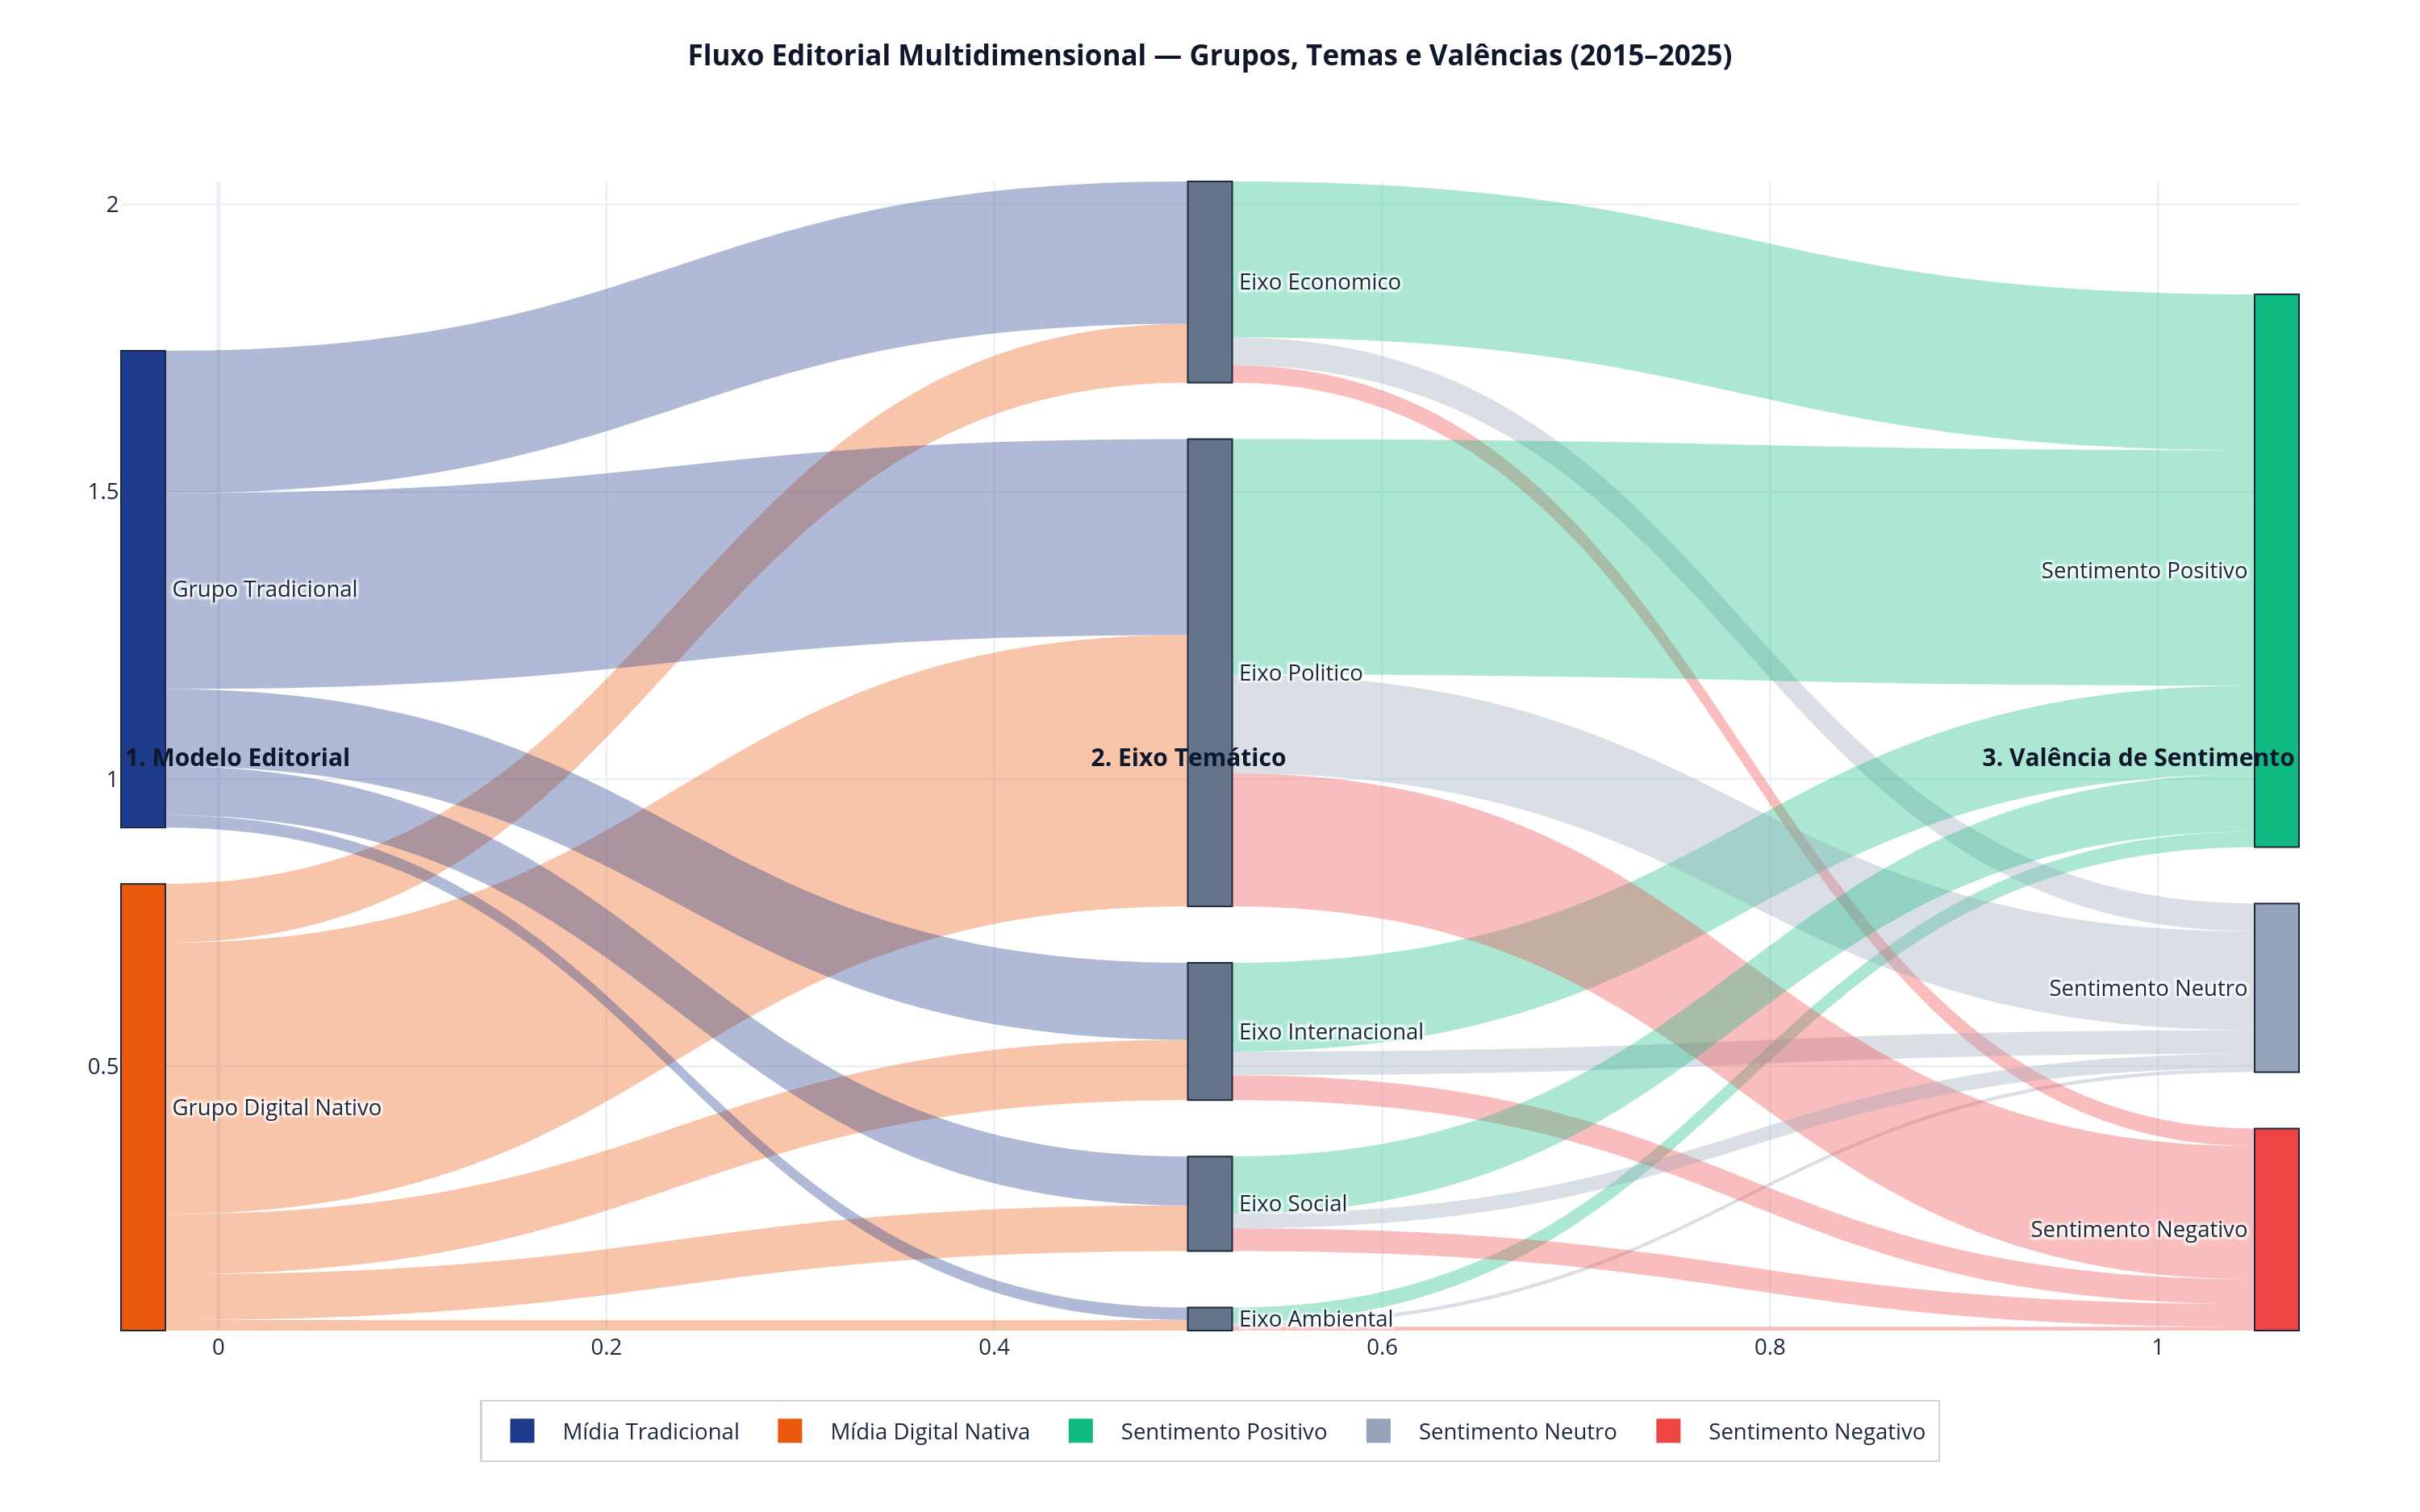 Fluxo Editorial Multidimensional — Grupos, Temas e Valências (2015–2025)
2
1.5
1
0.5
Eixo Economico
Sentimento Positivo
Grupo Tradicional
Eixo Politico
1. Modelo Editorial
2. Eixo Temático
3. Valência de Sentimento
Sentimento Neutro
Eixo Internacional
Grupo Digital Nativo
Eixo Social
Sentimento Negativo
Eixo Ambiental
0 0.2 0.4 0.6 0.8 1
Mídia Tradicional Mídia Digital Nativa Sentimento Positivo Sentimento Neutro Sentimento Negativo